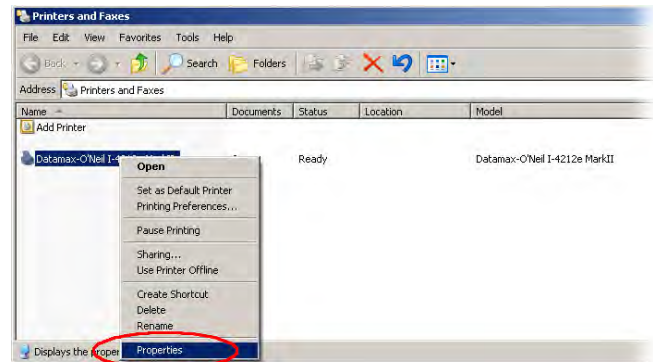 Printers and Faxes
File Edit View Favorites Tools Help
Back Search Folders
Address Printers and Faxes
Name Documents Status Location Model
Add Printer
Datamax-O'Neil I-4 Ready Datamax-O'Neil I-4212e MarkII
Open
Set as Default Printer
Printing Preferences...
Pause Printing
Sharing...
Use Printer Offline
Create Shortcut
Delete
Rename
Displays the proper Properties